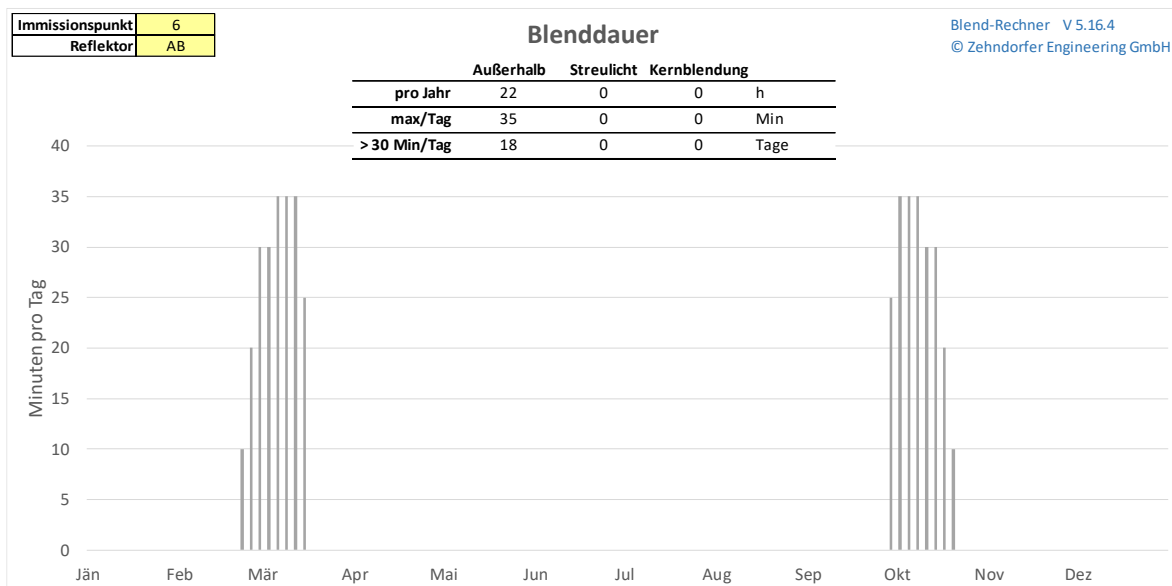 Immissionspunkt 6
Reflektor AB
Blenddauer
Blend-Rechner V 5.16.4
© Zehndorfer Engineering GmbH
Außerhalb Streulicht Kernblendung
pro Jahr 22 0 0 h
max/Tag 35 0 0 Min
> 30 Min/Tag 18 0 0 Tage
Minuten pro Tag
40
35
30
25
20
15
10
5
0
Jän Feb Mär Apr Mai Jun Jul Aug Sep Okt Nov Dez